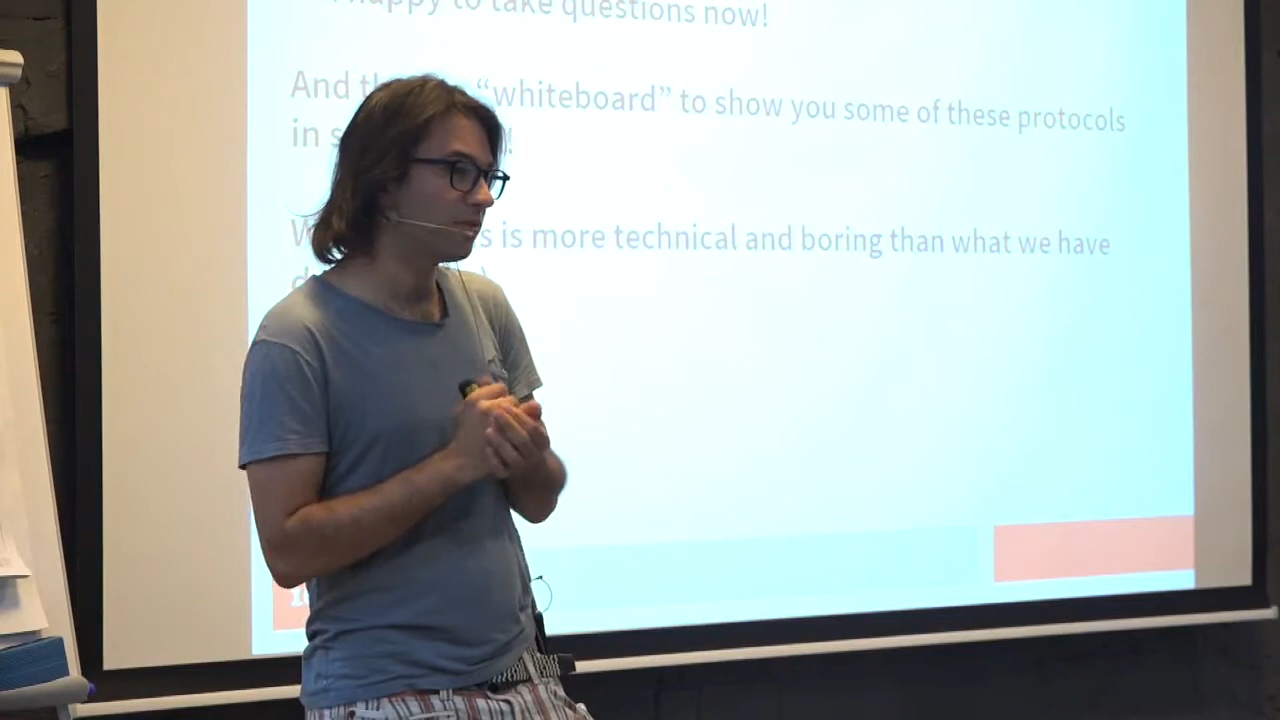 happy to take questions now!
And "whiteboard" to show you some of these protocols
in
is more technical and boring than what we have